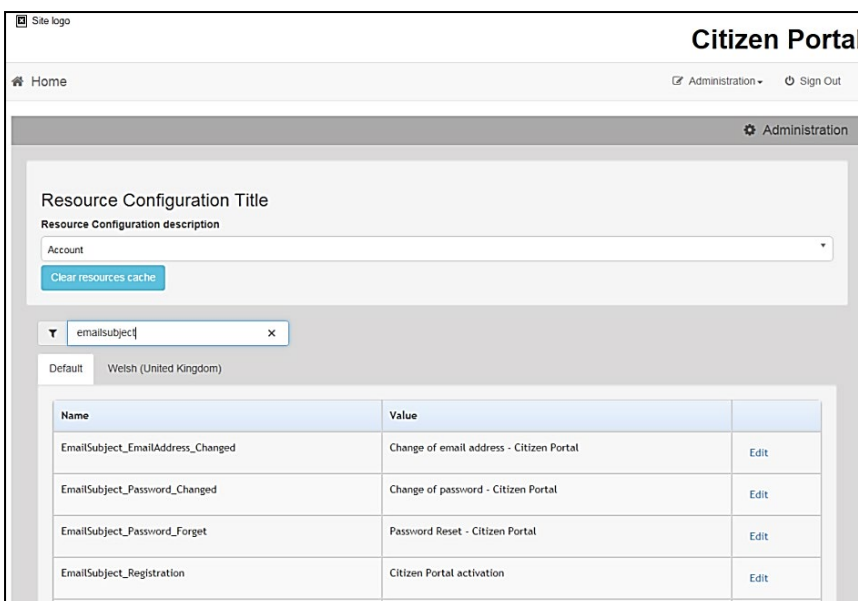 Site logo
Citizen Portal
Home
Administration
Sign Out
Administration
Resource Configuration Title
Resource Configuration description
Account
Clear resources cache
emailsubject
Default Welsh (United Kingdom)
Name Value
EmailSubject_EmailAddress_Changed Change of email address - Citizen Portal Edit
EmailSubject_Password_Changed Change of password - Citizen Portal Edit
EmailSubject_Password_Forget Password Reset - Citizen Portal Edit
EmailSubject_Registration Citizen Portal activation Edit